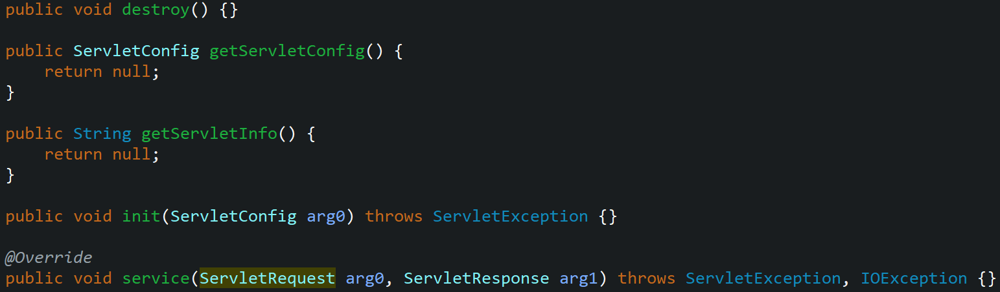 public void destroy() {}
public ServletConfig getServletConfig() {
return null;
}
public String getServletInfo() {
return null;
}
public void init(ServletConfig arg0) throws ServletException {}
@Override
public void service(ServletRequest arg0, ServletResponse arg1) throws ServletException, IOException {}